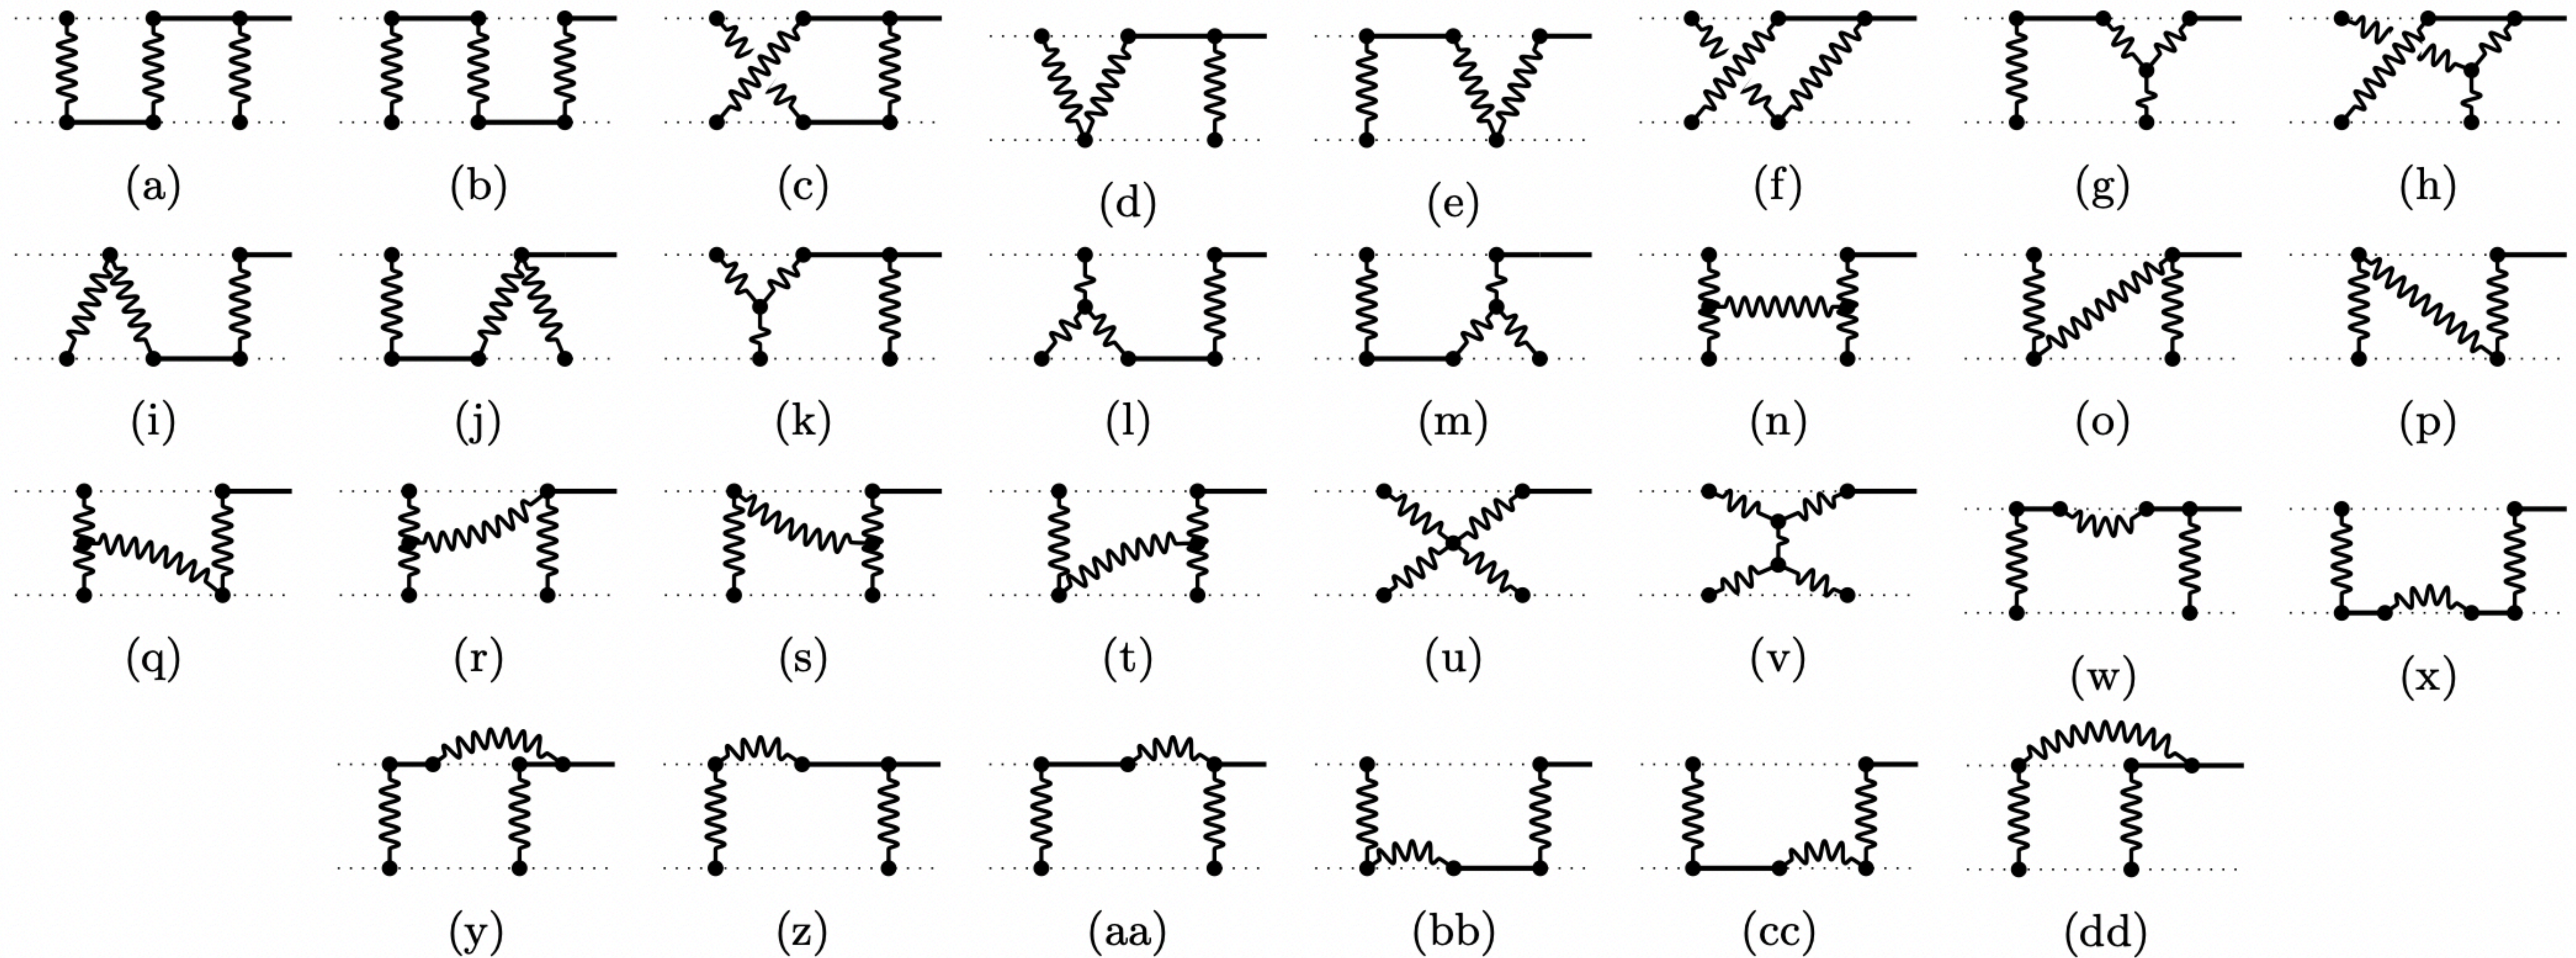 (a) (b) (c) (d) (e) (f) (g) (h)
(i) (j) (k) (l) (m) (n) (o) (p)
(q) (r) (s) (t) (u) (v) (w) (x)
(y) (z) (aa) (bb) (cc) (dd)